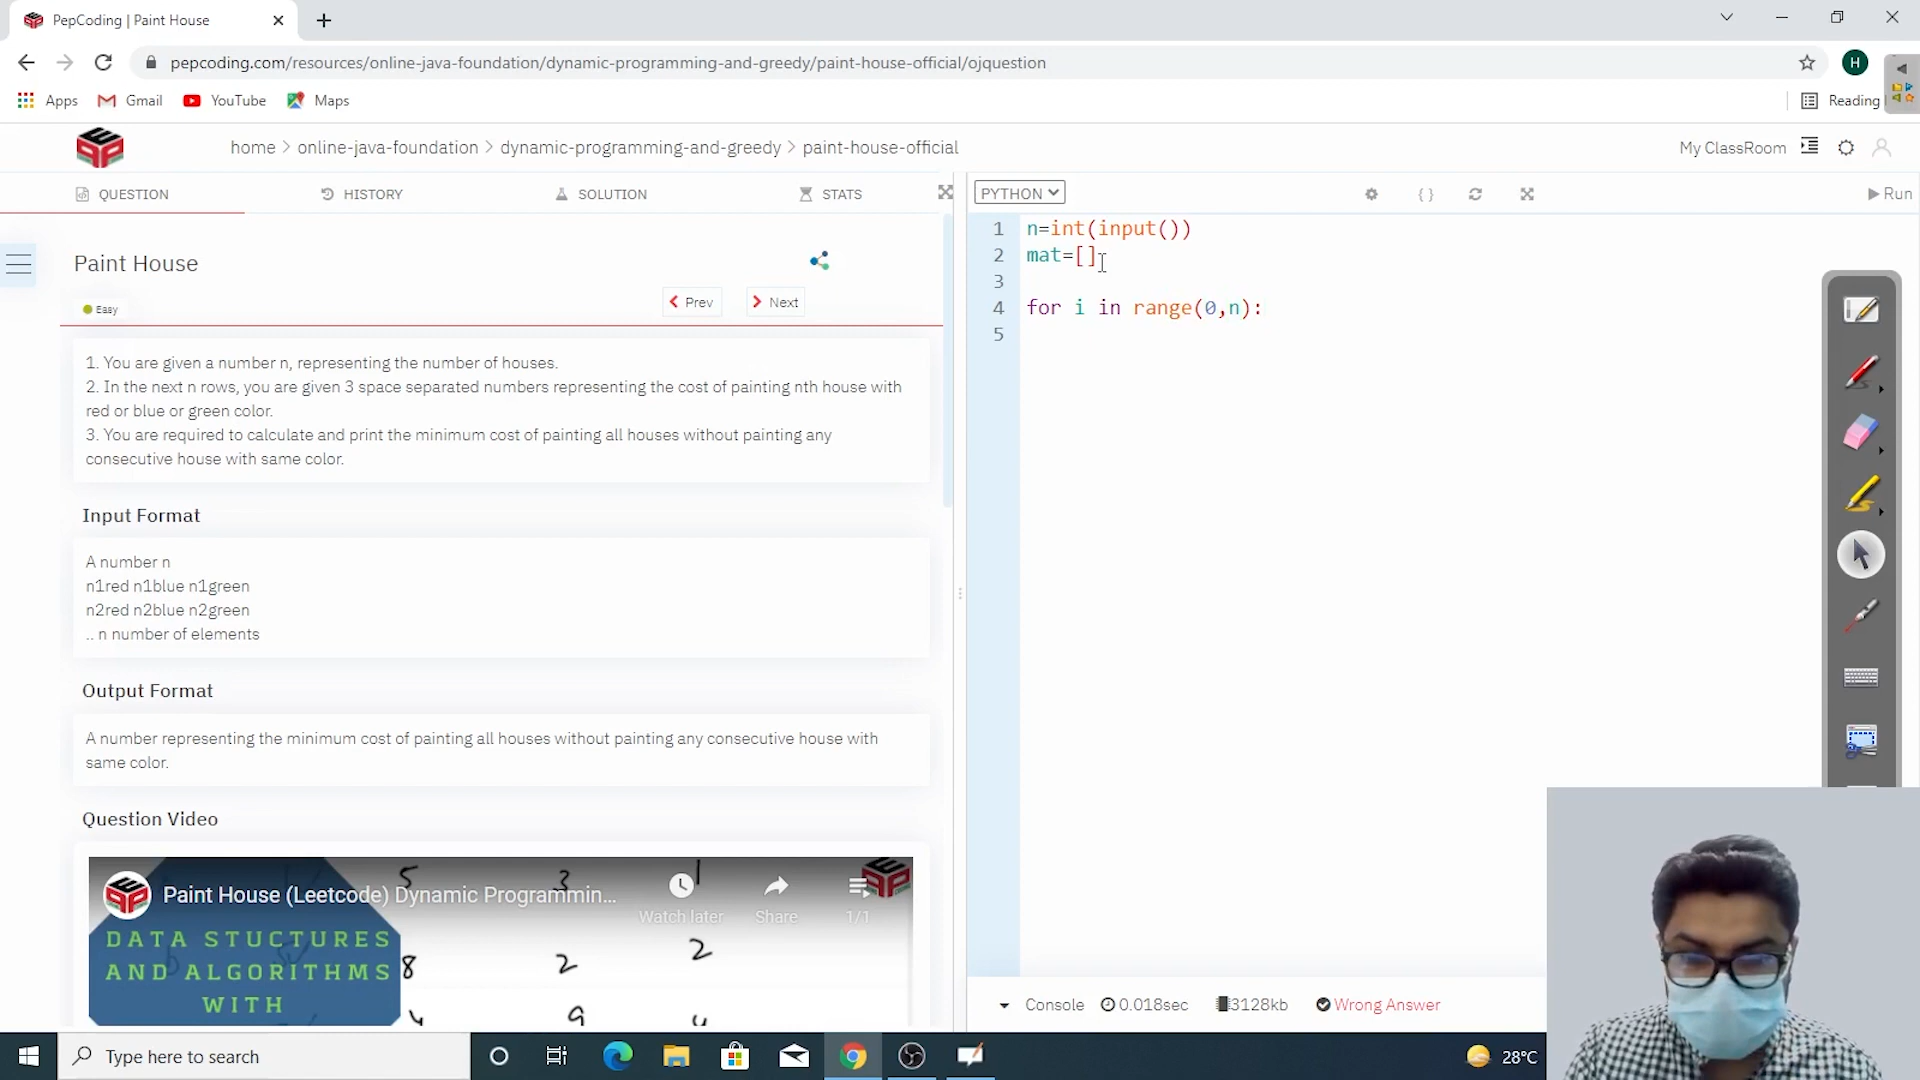 PepCoding | Paint House
pepcoding.com/resources/online-java-foundation/dynamic-programming-and-greedy/paint-house-official/ojquestion
H
Apps
Gmail
YouTube
Maps
Reading
home > online-java-foundation > dynamic-programming-and-greedy > paint-house-official
My ClassRoom
QUESTION
HISTORY
SOLUTION
STATS
PYTHON
Run
Paint House
Easy
Prev
Next
1. You are given a number n, representing the number of houses.
2. In the next n rows, you are given 3 space separated numbers representing the cost of painting nth house with
red or blue or green color.
3. You are required to calculate and print the minimum cost of painting all houses without painting any
consecutive house with same color.
Input Format
A number n
n1red n1blue n1green
n2red n2blue n2green
.. n number of elements
Output Format
A number representing the minimum cost of painting all houses without painting any consecutive house with
same color.
Question Video
Paint House (Leetcode) Dynamic Programmin...
Watch later
Share
1/1
5 3 1
DATA STUCTURES
AND ALGORITHMS
WITH
8 2 2
9
1 n=int(input())
2 mat=[]
3
4 for i in range(0,n):
5
Console
0.018sec
3128kb
Wrong Answer
Type here to search
28°C